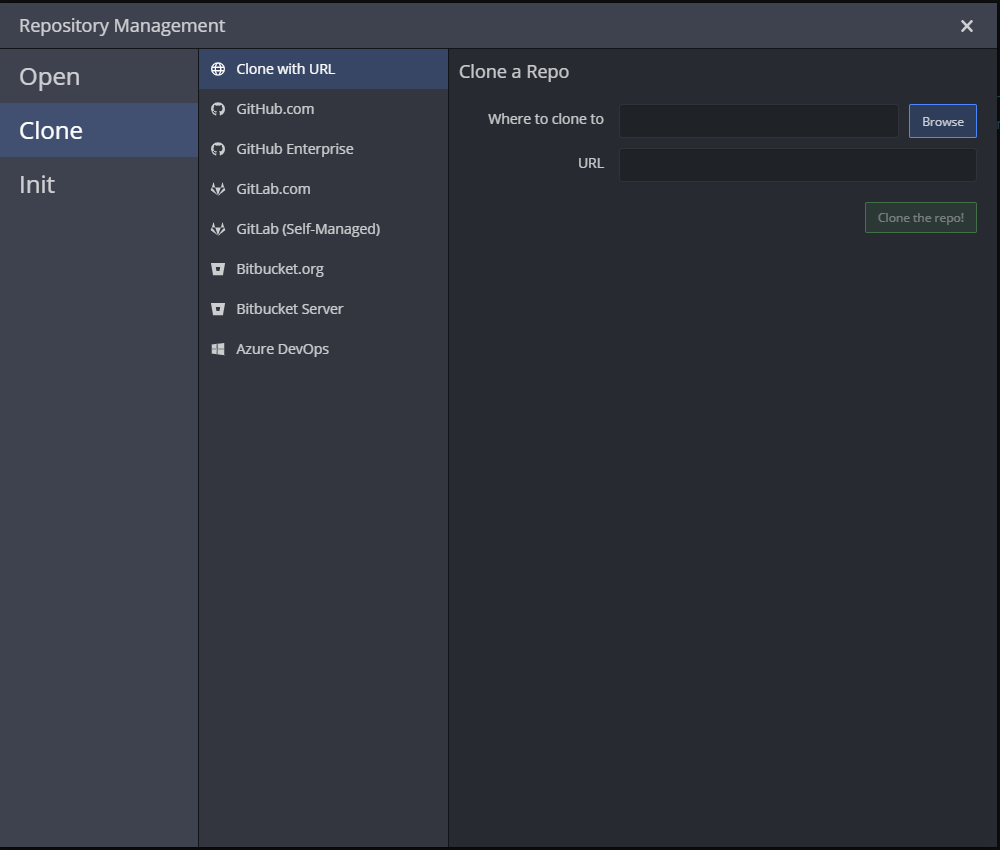 Repository Management
Open
Clone
Init
Clone with URL
GitHub.com
GitHub Enterprise
GitLab.com
GitLab (Self-Managed)
Bitbucket.org
Bitbucket Server
Azure DevOps
Clone a Repo
Where to clone to
Browse
URL
Clone the repo!